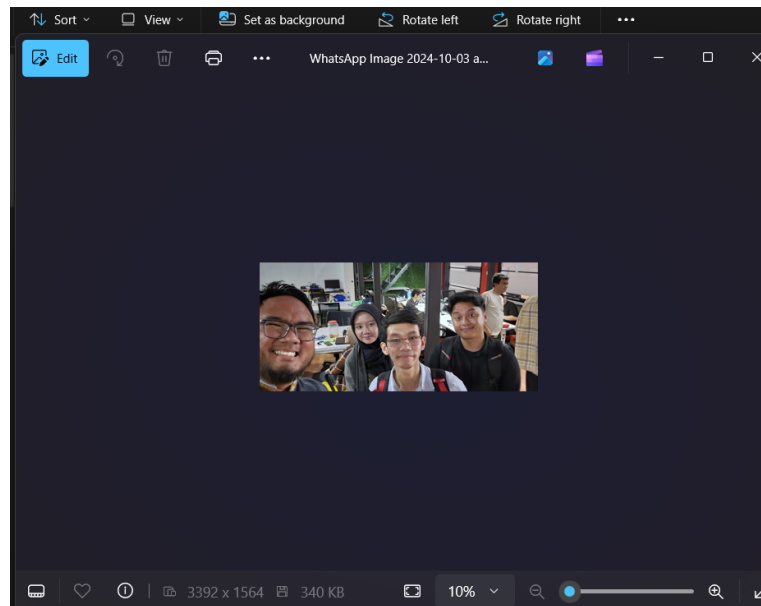 Sort View Set as background Rotate left Rotate right
Edit WhatsApp Image 2024-10-03 a...
3392 x 1564 340 KB 10%